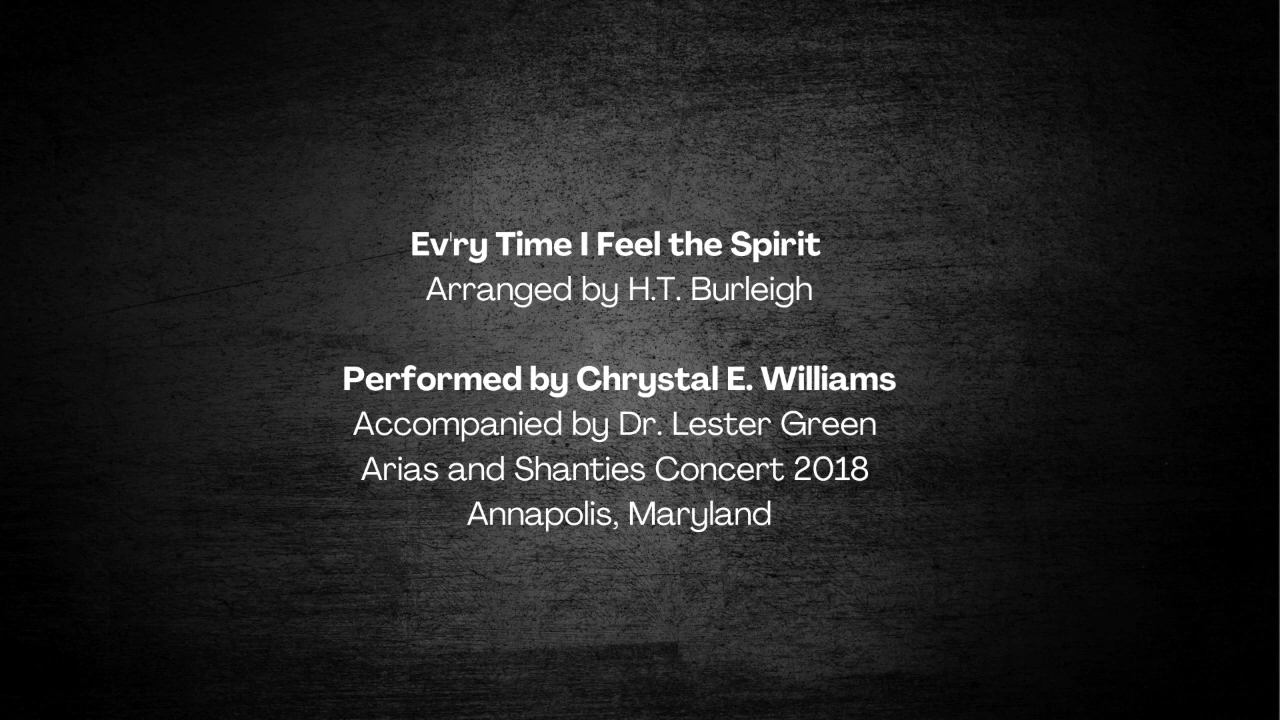 Ev'ry Time I Feel the Spirit
Arranged by H.T. Burleigh
Performed by Chrystal E. Williams
Accompanied by Dr. Lester Green
Arias and Shanties Concert 2018
Annapolis, Maryland